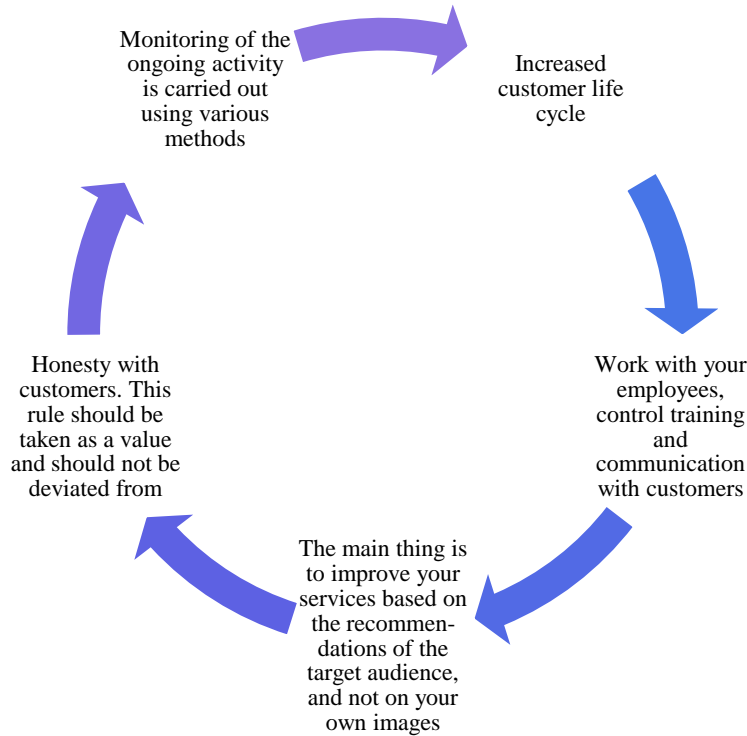 Monitoring of the
ongoing activity
is carried out
using various
methods
Increased
customer life
cycle
Work with your
employees,
control training
and
communication
with customers
The main thing is
to improve your
services based on
the recommen-
dations of the
target audience,
and not on your
own images
Honesty with
customers. This
rule should be
taken as a value
and should not be
deviated from